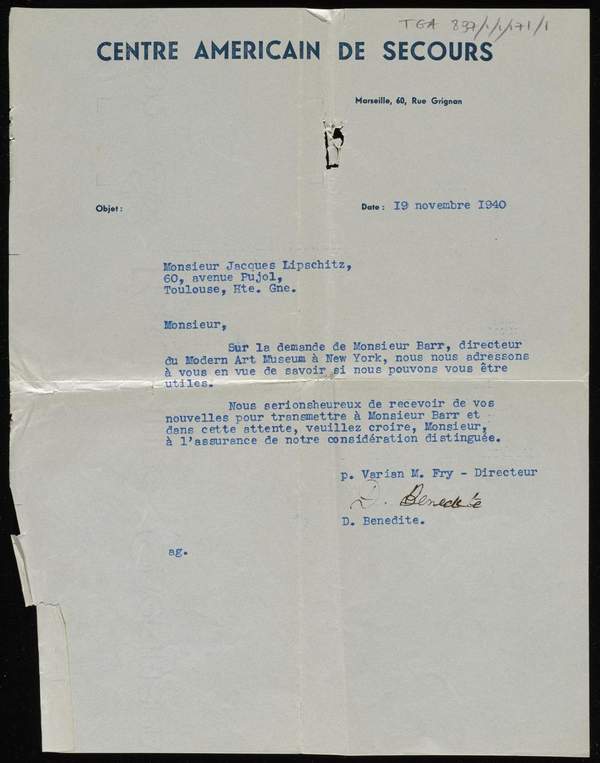 TGA 897/1/1/171/1
CENTRE AMERICAIN DE SECOURS
Marseille, 60, Rue Grignan
Objet :
Date : 19 novembre 1940
Monsieur Jacques Lipschitz,
60, avenue Pujol,
Toulouse, Hte. Gne.
Monsieur,
Sur la demande de Monsieur Barr, directeur
du Modern Art Museum à New York, nous nous adressons
à vous en vue de savoir si nous pouvons vous être
utiles.
Nous serionsheureux de recevoir de vos
nouvelles pour transmettre à Monsieur Barr et
dans cette attente, veuillez croire, Monsieur,
à l'assurance de notre considération distinguée.
p. Varian M. Fry - Directeur
D. Benedite
D. Benedite.
ag.